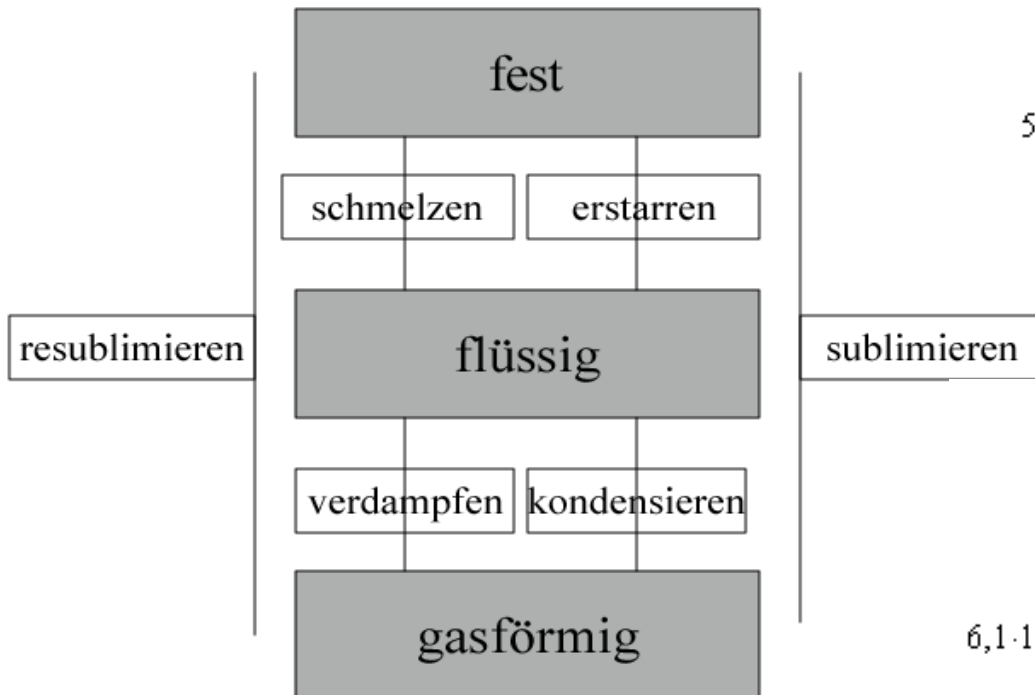 fest
5
schmelzen erstarren
resublimieren flüssig sublimieren
verdampfen kondensieren
gasförmig
6,1·1